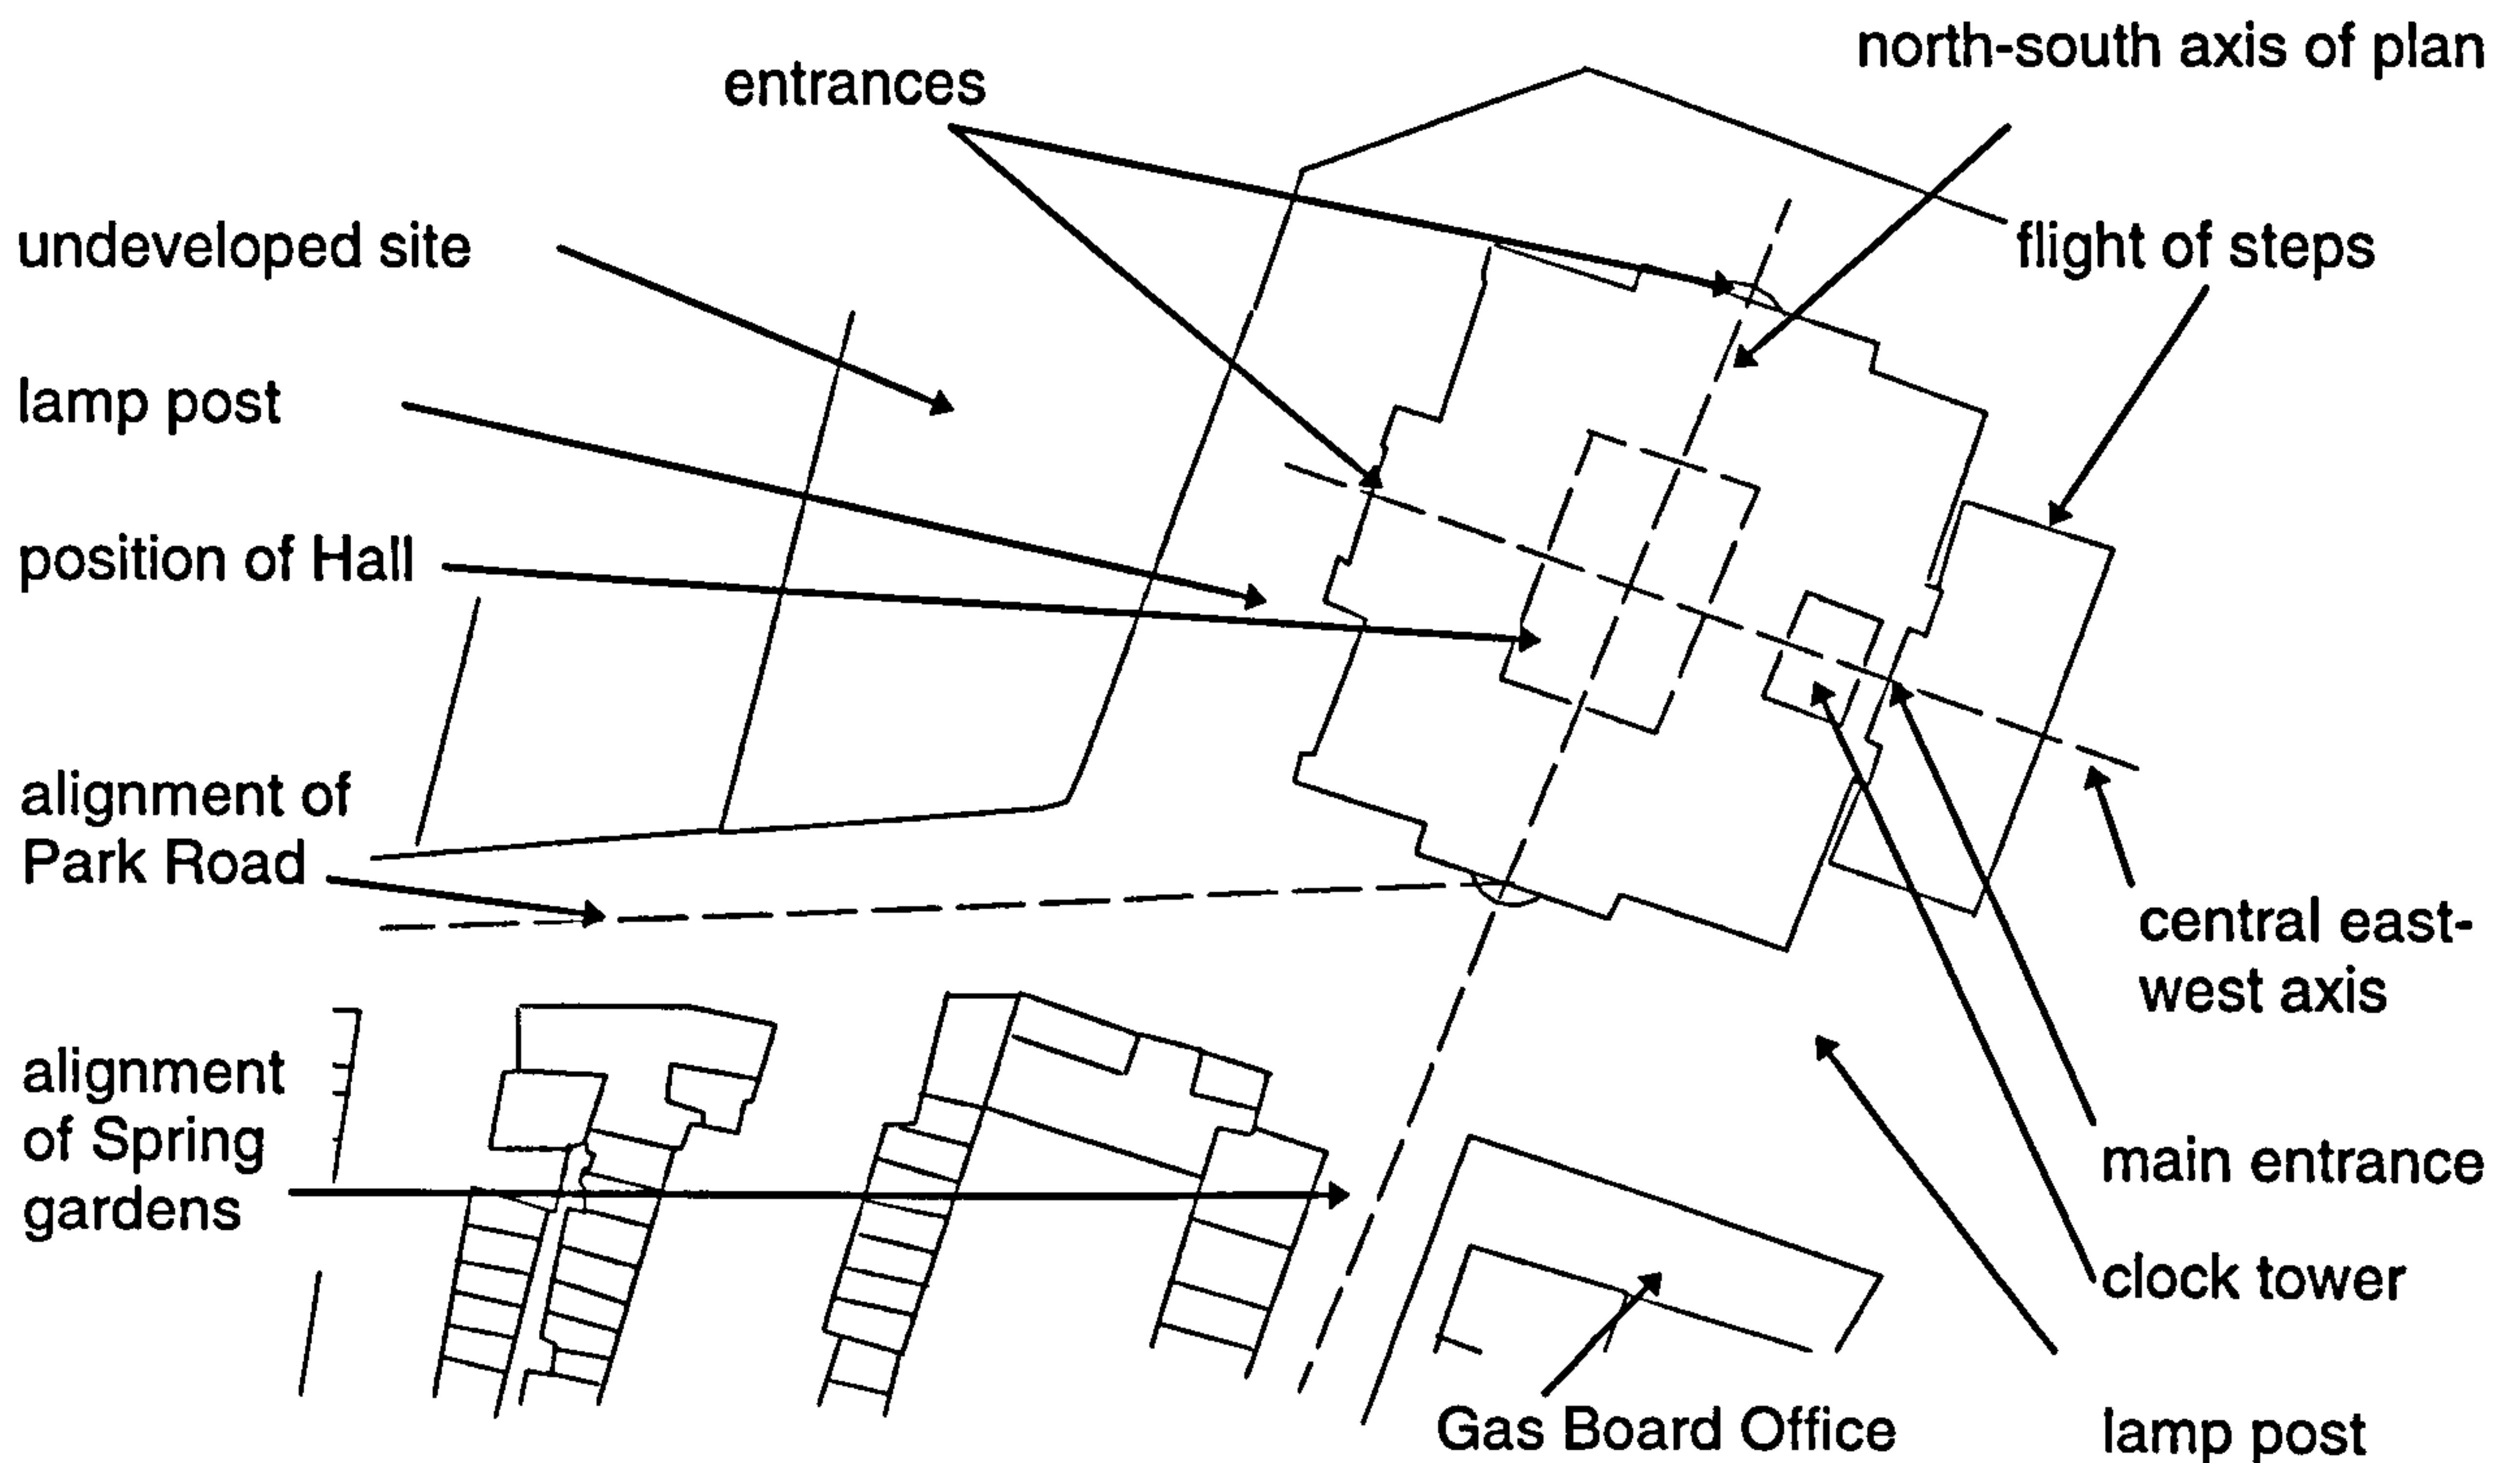 north-south axis of plan
entrances
undeveloped site
flight of steps
lamp post
position of Hall
alignment of
Park Road
central east-
west axis
alignment
of Spring
gardens
main entrance
clock tower
Gas Board Office
lamp post